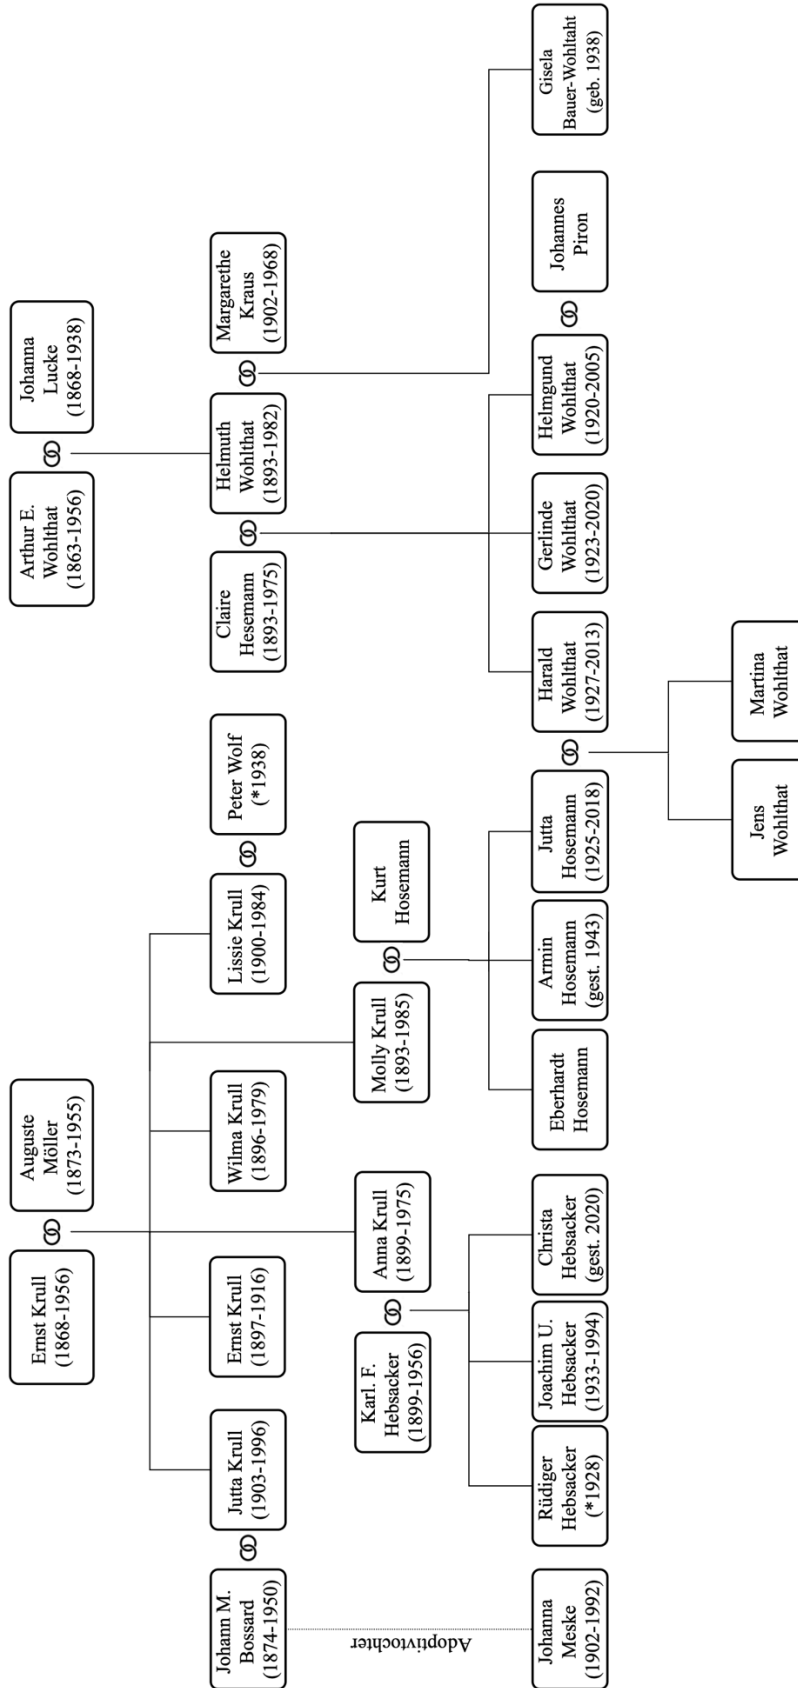 Ernst Krull
(1868-1956)
Auguste
Möller
(1873-1955)
Arthur E.
Wohlthat
(1863-1956)
Johanna
Lucke
(1868-1938)
Johann M.
Bossard
(1874-1950)
Jutta Krull
(1903-1996)
Ernst Krull
(1897-1916)
Wilma Krull
(1896-1979)
Lissie Krull
(1900-1984)
Peter Wolf
(*1938)
Claire
Hesemann
(1893-1975)
Helmuth
Wohlthat
(1893-1982)
Margarethe
Kraus
(1902-1968)
Adoptivtochter
Karl. F.
Hebsacker
(1899-1956)
Anna Krull
(1899-1975)
Molly Krull
(1893-1985)
Kurt
Hosemann
Johanna
Meske
(1902-1992)
Rüdiger
Hebsacker
(*1928)
Joachim U.
Hebsacker
(1933-1994)
Christa
Hebsacker
(gest. 2020)
Eberhardt
Hosemann
Armin
Hosemann
(gest. 1943)
Jutta
Hosemann
(1925-2018)
Harald
Wohlthat
(1927-2013)
Gerlinde
Wohlthat
(1923-2020)
Helmgund
Wohlthat
(1920-2005)
Johannes
Piron
Gisela
Bauer-Wohltaht
(geb. 1938)
Jens
Wohlthat
Martina
Wohlthat